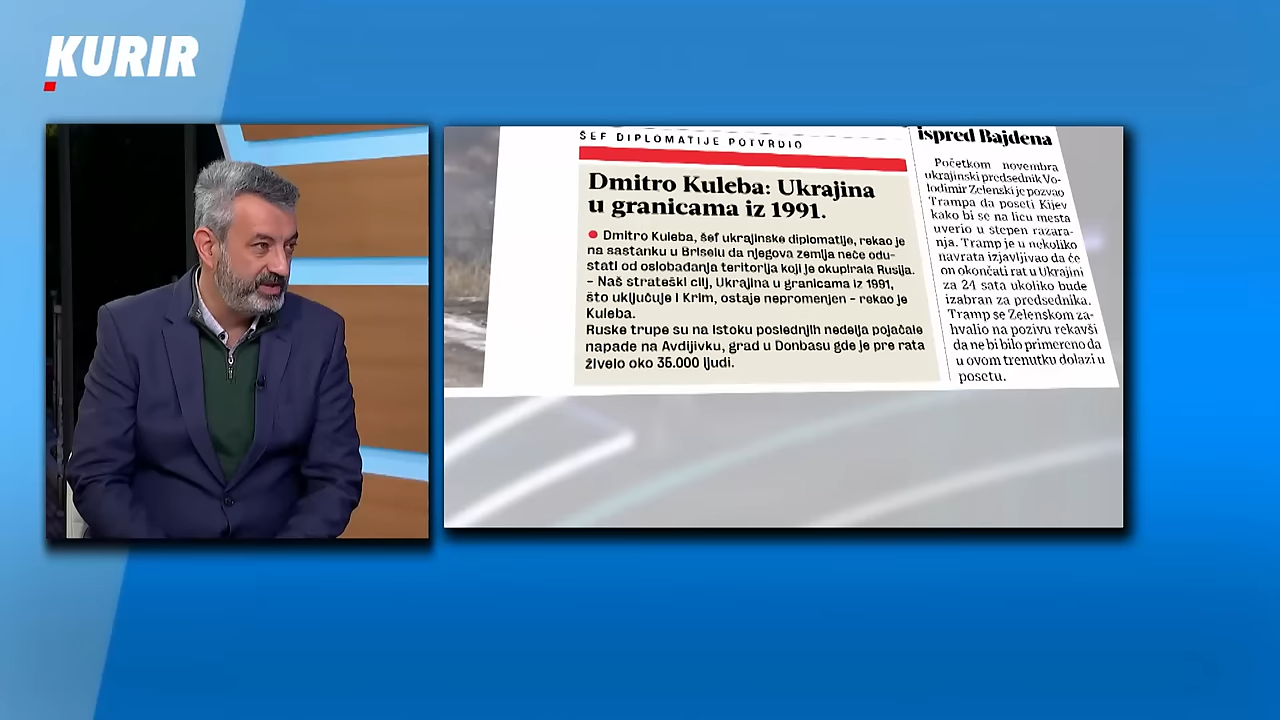 KURIR
ŠEF DIPLOMATIJE POTVRDIO
Dmitro Kuleba: Ukrajina
u granicama iz 1991.
● Dmitro Kuleba, šef ukrajinske diplomatije, rekao je
na sastanku u Briselu da njegova zemlja neće odu-
stati od oslobađanja teritorija koji je okupirala Rusija.
– Naš strateški cilj, Ukrajina u granicama iz 1991,
što uključuje i Krim, ostaje nepromenjen – rekao je
Kuleba.
Ruske trupe su na istoku poslednjih nedelja pojačale
napade na Avdijivku, grad u Donbasu gde je pre rata
živelo oko 35.000 ljudi.
ispred Bajdena
Početkom novembra
ukrajinski predsednik Vo-
lodimir Zelenski je pozvao
Trampa da poseti Kijev
kako bi se na licu mesta
uverio u stepen razara-
nja. Tramp je u nekoliko
navrata izjavljivao da će
on okončati rat u Ukrajini
za 24 sata ukoliko bude
izabran za predsednika.
Tramp se Zelenskom za-
hvalio na pozivu rekavši
da ne bi bilo primereno da
u ovom trenutku dolazi u
posetu.